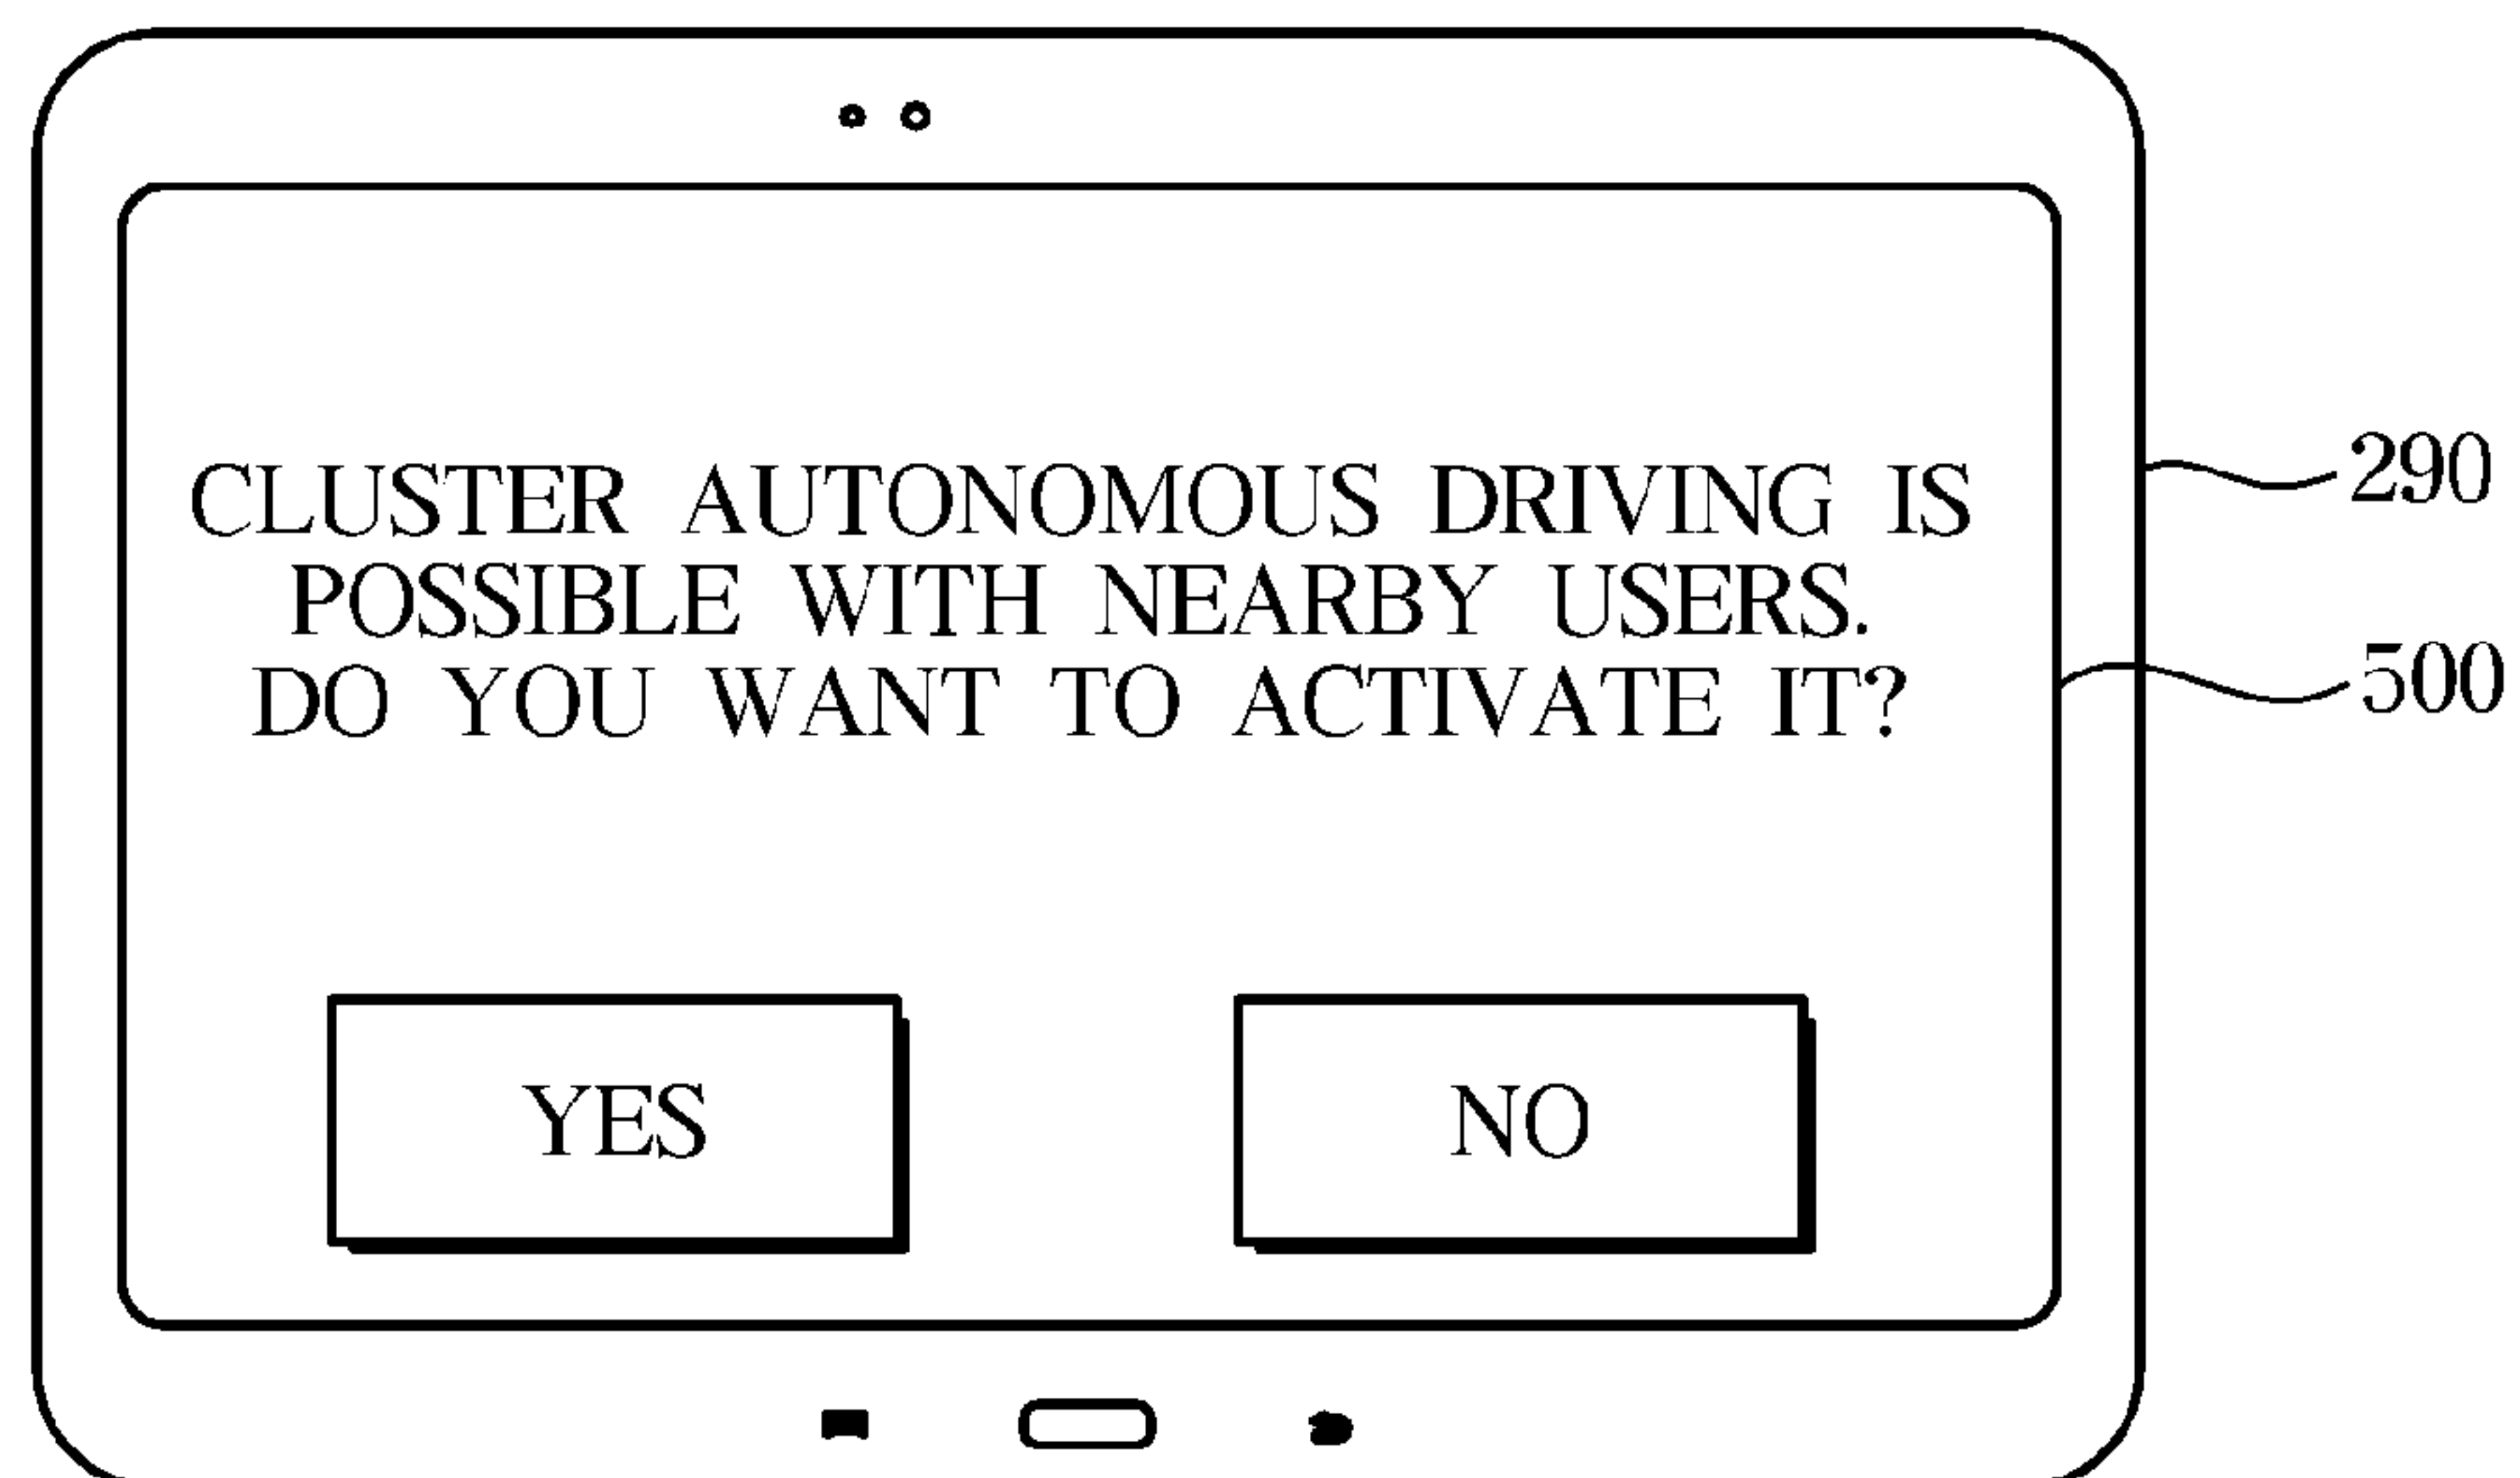 CLUSTER AUTONOMOUS DRIVING IS
POSSIBLE WITH NEARBY USERS.
DO YOU WANT TO ACTIVATE IT?
YES
NO
290
500